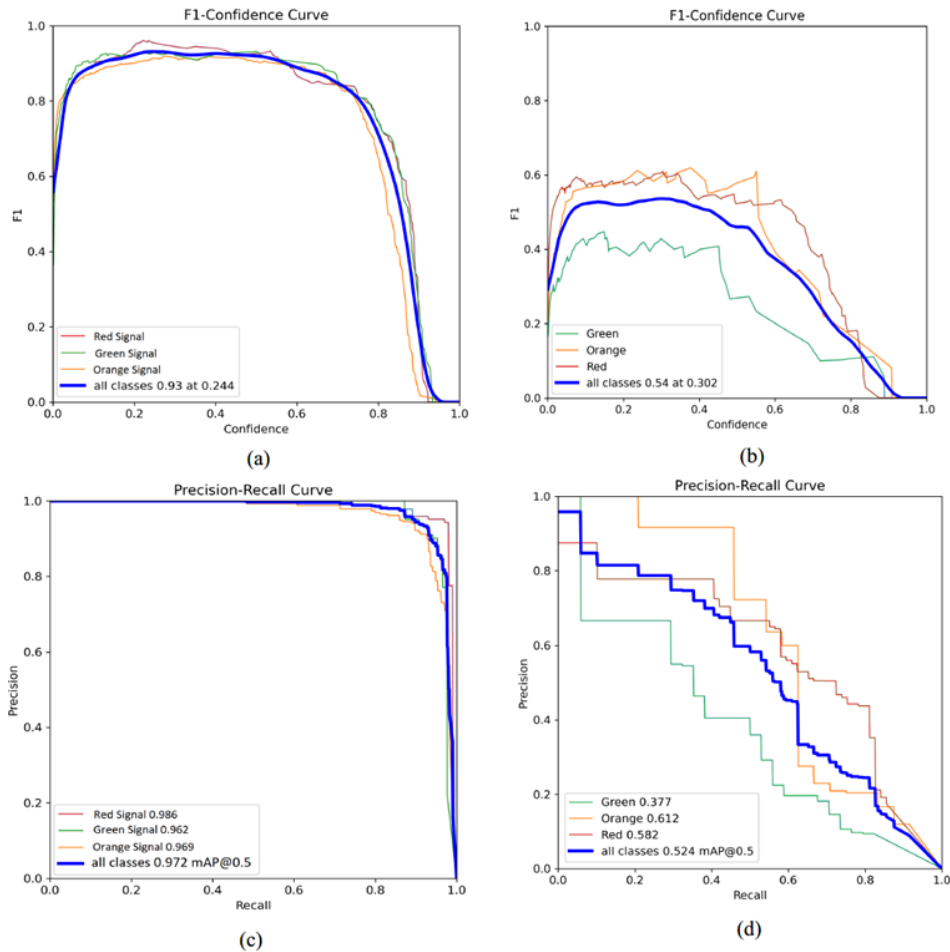 F1-Confidence Curve
1.0
0.8
0.6
0.4
0.2
0.0
F1
Red Signal
Green Signal
Orange Signal
all classes 0.93 at 0.244
0.0 0.2 0.4 0.6 0.8 1.0
Confidence
(a)
F1-Confidence Curve
1.0
0.8
0.6
0.4
0.2
0.0
F1
Green
Orange
Red
all classes 0.54 at 0.302
0.0 0.2 0.4 0.6 0.8 1.0
Confidence
(b)
Precision-Recall Curve
1.0
0.8
0.6
0.4
0.2
0.0
Precision
Red Signal 0.986
Green Signal 0.962
Orange Signal 0.969
all classes 0.972 mAP@0.5
0.0 0.2 0.4 0.6 0.8 1.0
Recall
(c)
Precision-Recall Curve
1.0
0.8
0.6
0.4
0.2
0.0
Precision
Green 0.377
Orange 0.612
Red 0.582
all classes 0.524 mAP@0.5
0.0 0.2 0.4 0.6 0.8 1.0
Recall
(d)